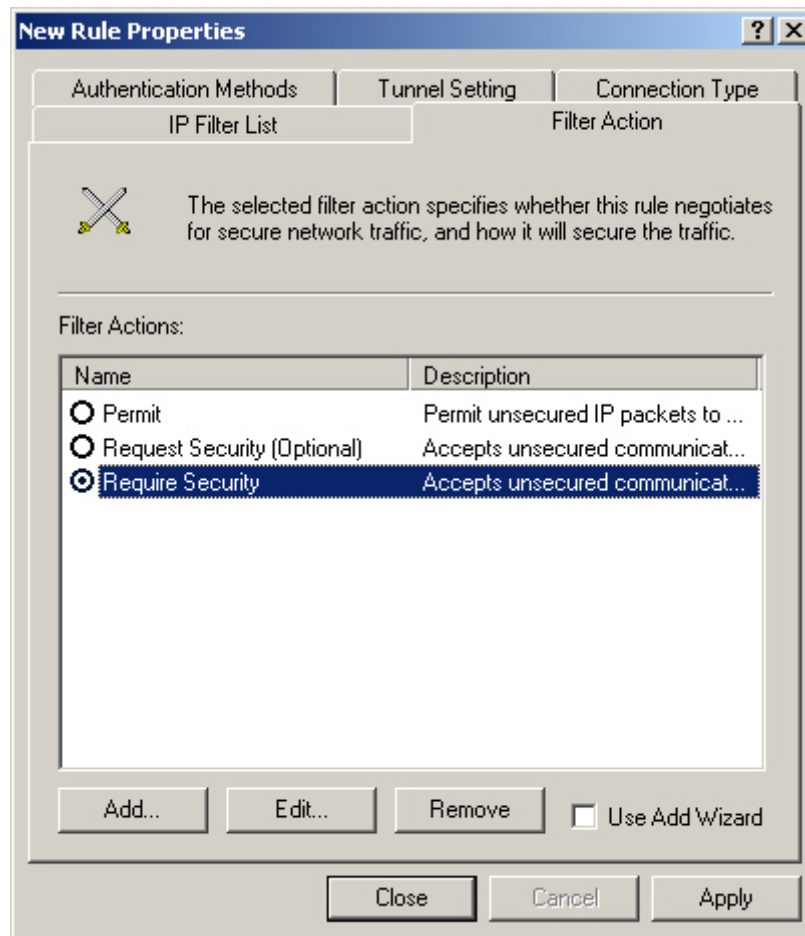 New Rule Properties
Authentication Methods Tunnel Setting Connection Type
IP Filter List Filter Action
The selected filter action specifies whether this rule negotiates
for secure network traffic, and how it will secure the traffic.
Filter Actions:
Name Description
Permit Permit unsecured IP packets to ...
Request Security (Optional) Accepts unsecured communicat...
Require Security Accepts unsecured communicat...
Add... Edit... Remove Use Add Wizard
Close Cancel Apply